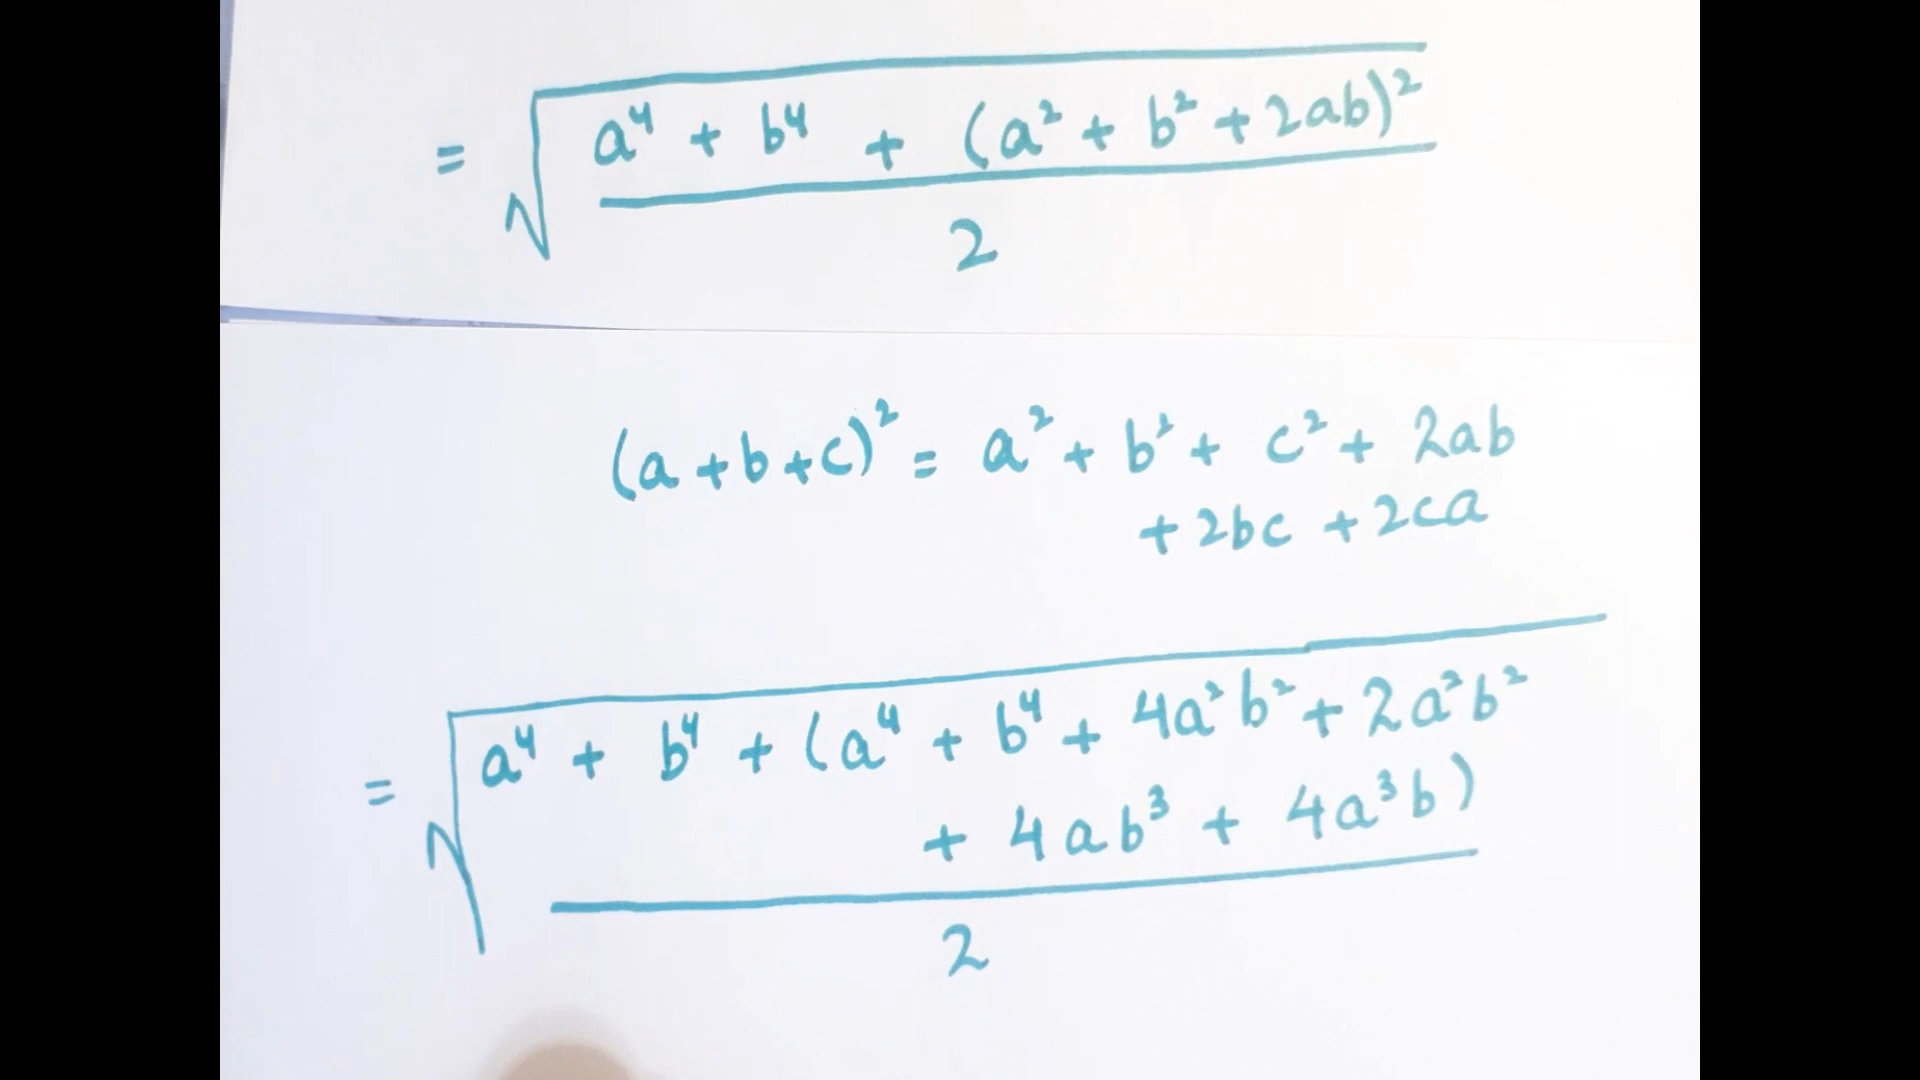 = √(a⁴ + b⁴ + (a² + b² + 2ab)²
2
(a + b + c)² = a² + b² + c² + 2ab
+ 2bc + 2ca
= √(a⁴ + b⁴ + (a⁴ + b⁴ + 4a²b² + 2a²b²
+ 4ab³ + 4a³b)
2